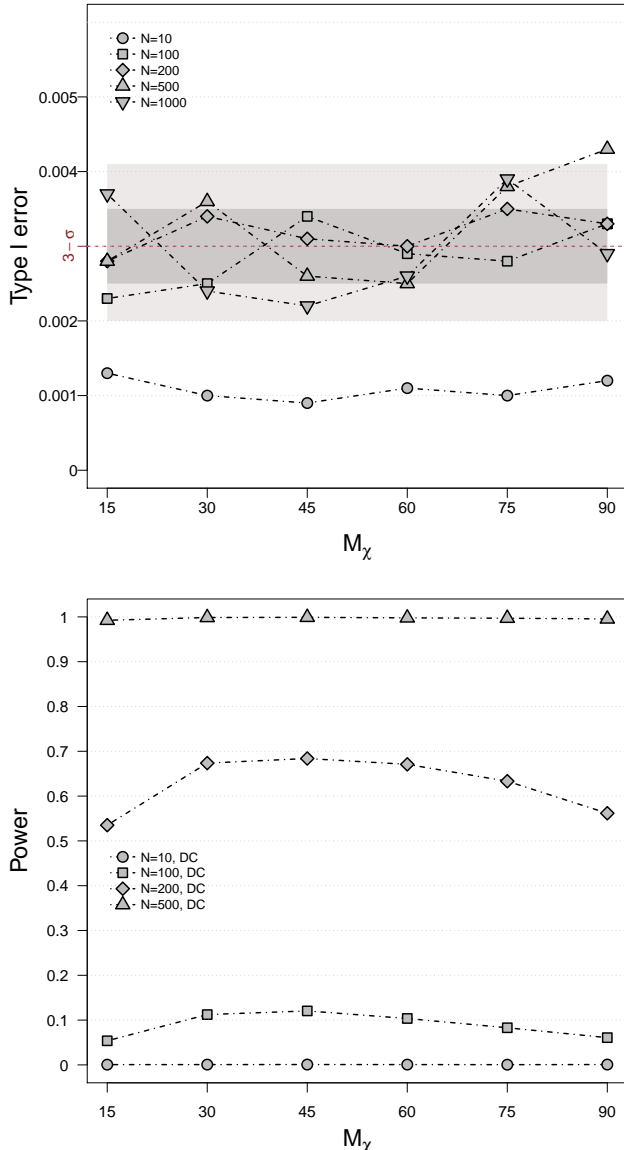 N=10
N=100
N=200
N=500
N=1000
0.005
0.004
3−σ
0.002
0.001
0
Type I error
15 30 45 60 75 90
Mχ
1
0.9
0.8
0.7
0.6
0.5
0.4
0.3
0.2
0.1
0
Power
N=10, DC
N=100, DC
N=200, DC
N=500, DC
15 30 45 60 75 90
Mχ